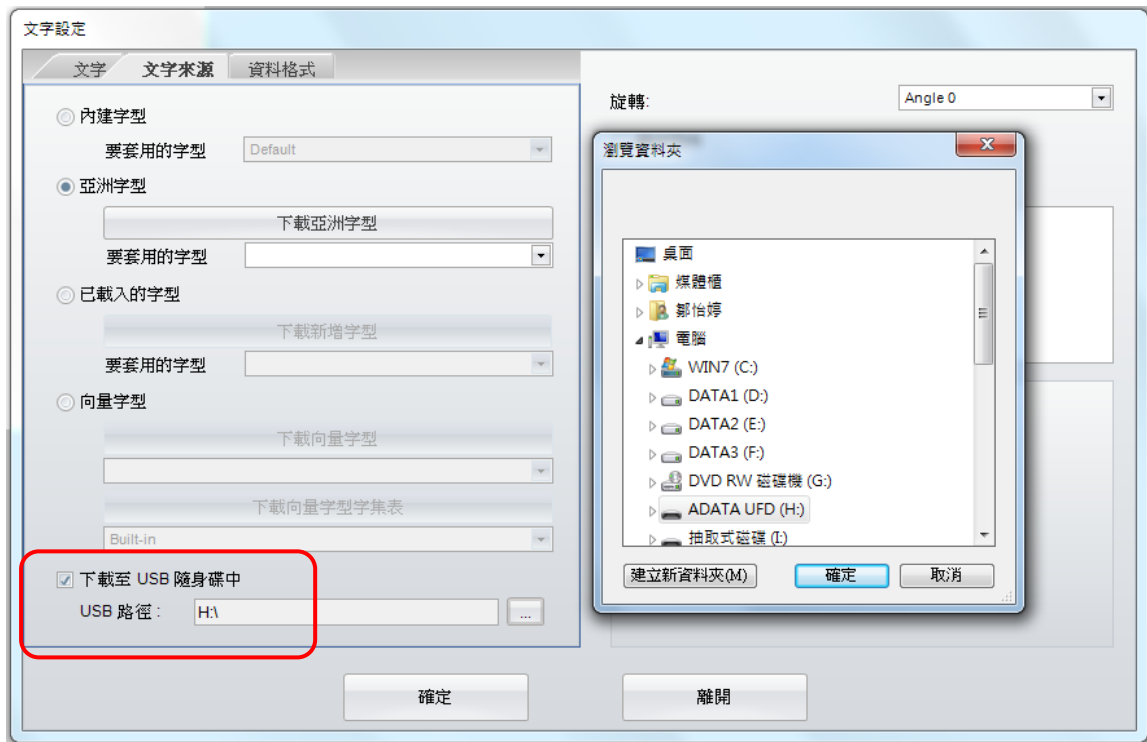 文字設定
文字 文字來源 資料格式
內建字型
要套用的字型 Default
亞洲字型
下載亞洲字型
要套用的字型
已載入的字型
下載新增字型
要套用的字型
向量字型
下載向量字型
下載向量字型字集表
Built-in
下載至 USB 隨身碟中
USB 路徑： H:\ ...
旋轉: Angle 0
瀏覽資料夾
桌面
媒體櫃
鄒怡婷
電腦
WIN7 (C:)
DATA1 (D:)
DATA2 (E:)
DATA3 (F:)
DVD RW 磁碟機 (G:)
ADATA UFD (H:)
抽取式磁碟 (I:)
建立新資料夾(M) 確定 取消
確定 離開